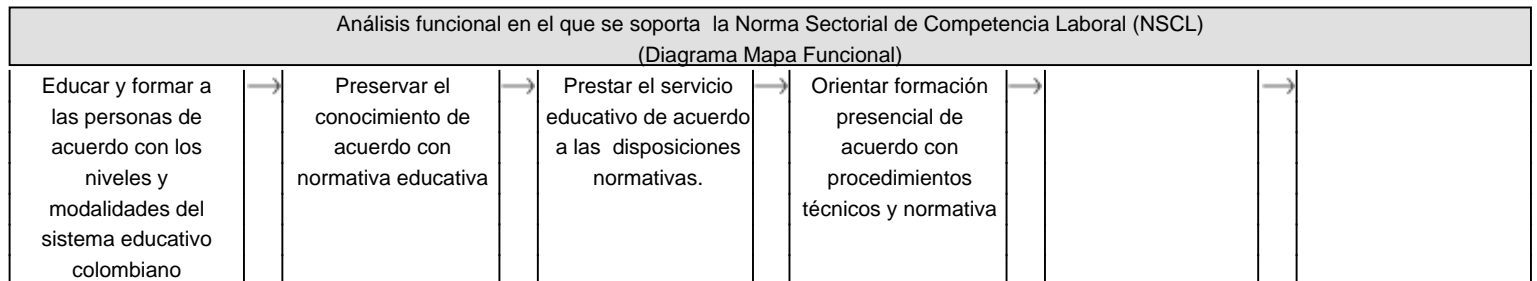 Análisis funcional en el que se soporta la Norma Sectorial de Competencia Laboral (NSCL)
(Diagrama Mapa Funcional)
Educar y formar a
las personas de
acuerdo con los
niveles y
modalidades del
sistema educativo
colombiano
Preservar el
conocimiento de
acuerdo con
normativa educativa
Prestar el servicio
educativo de acuerdo
a las disposiciones
normativas.
Orientar formación
presencial de
acuerdo con
procedimientos
técnicos y normativa